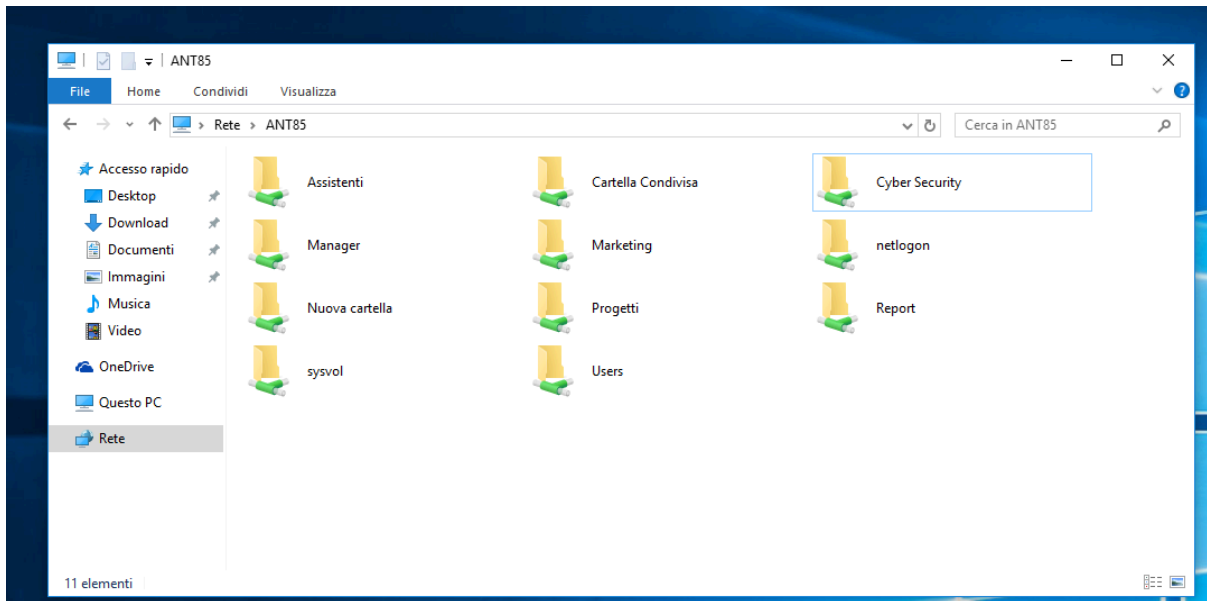 ANT85
File Home Condividi Visualizza
Rete > ANT85
Cerca in ANT85
Accesso rapido
Desktop
Download
Documenti
Immagini
Musica
Video
OneDrive
Questo PC
Rete
Assistenti Cartella Condivisa Cyber Security
Manager Marketing netlogon
Nuova cartella Progetti Report
sysvol Users
11 elementi